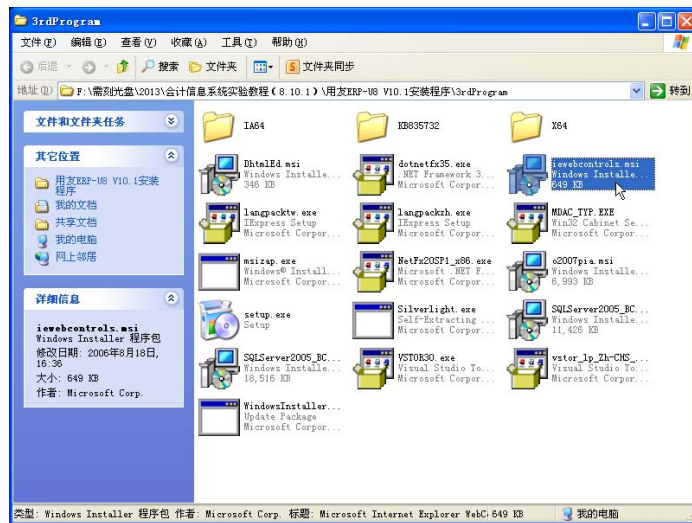 3rdProgram
文件(F) 编辑(E) 查看(V) 收藏(A) 工具(T) 帮助(H)
后退 搜索 文件夹 文件夹同步
地址(D) F:\需刻光盘\2013\会计信息系统实验教程(8.10.1)\用友ERP-U8 V10.1安装程序\3rdProgram 转到
文件和文件夹任务
其它位置
用友ERP-U8 V10.1安装程序
我的文档
共享文档
我的电脑
网上邻居
详细信息
iewebcontrols.msi
Windows Installer 程序包
修改日期: 2006年8月18日,
16:36
大小: 649 KB
作者: Microsoft Corp.
IA64 KB835732 X64
DhtmlEd.msi
Windows Installe...
346 KB
dotnetfx35.exe
.NET Framework 3...
Microsoft Corpor...
iewebcontrols.msi
Windows Installe...
649 KB
langpacktw.exe
IExpress Setup
Microsoft Corpor...
langpackzh.exe
IExpress Setup
Microsoft Corpor...
MDAC_TYP.EXE
Win32 Cabinet Se...
Microsoft Corpor...
msizap.exe
Windows® Install...
Microsoft Corpor...
NetFx20SP1_x86.exe
Microsoft .NET F...
Microsoft Corpor...
o2007pia.msi
Windows Installe...
6,993 KB
setup.exe
Setup
Silverlight.exe
Self-Extracting ...
Microsoft Corpor...
SQLServer2005_BC...
Windows Installe...
11,426 KB
SQLServer2005_BC...
Windows Installe...
18,516 KB
VSTOR30.exe
Visual Studio To...
Microsoft Corpor...
vstor_lp_Zh-CHS_...
Visual Studio To...
Microsoft Corpor...
WindowsInstaller...
Update Package
Microsoft Corpor...
类型: Windows Installer 程序包 作者: Microsoft Corp. 标题: Microsoft Internet Explorer WebC 649 KB 我的电脑